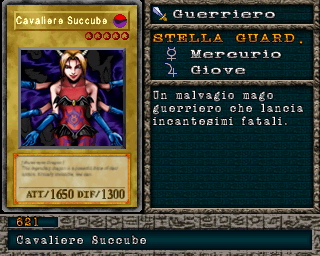 Cavaliere Succube
ATT/1650 DIF/1300
Guerriero
STELLA GUARD.
☿ Mercurio
♃ Giove
Un malvagio mago
guerriero che lancia
incantesimi fatali.
621
Cavaliere Succube